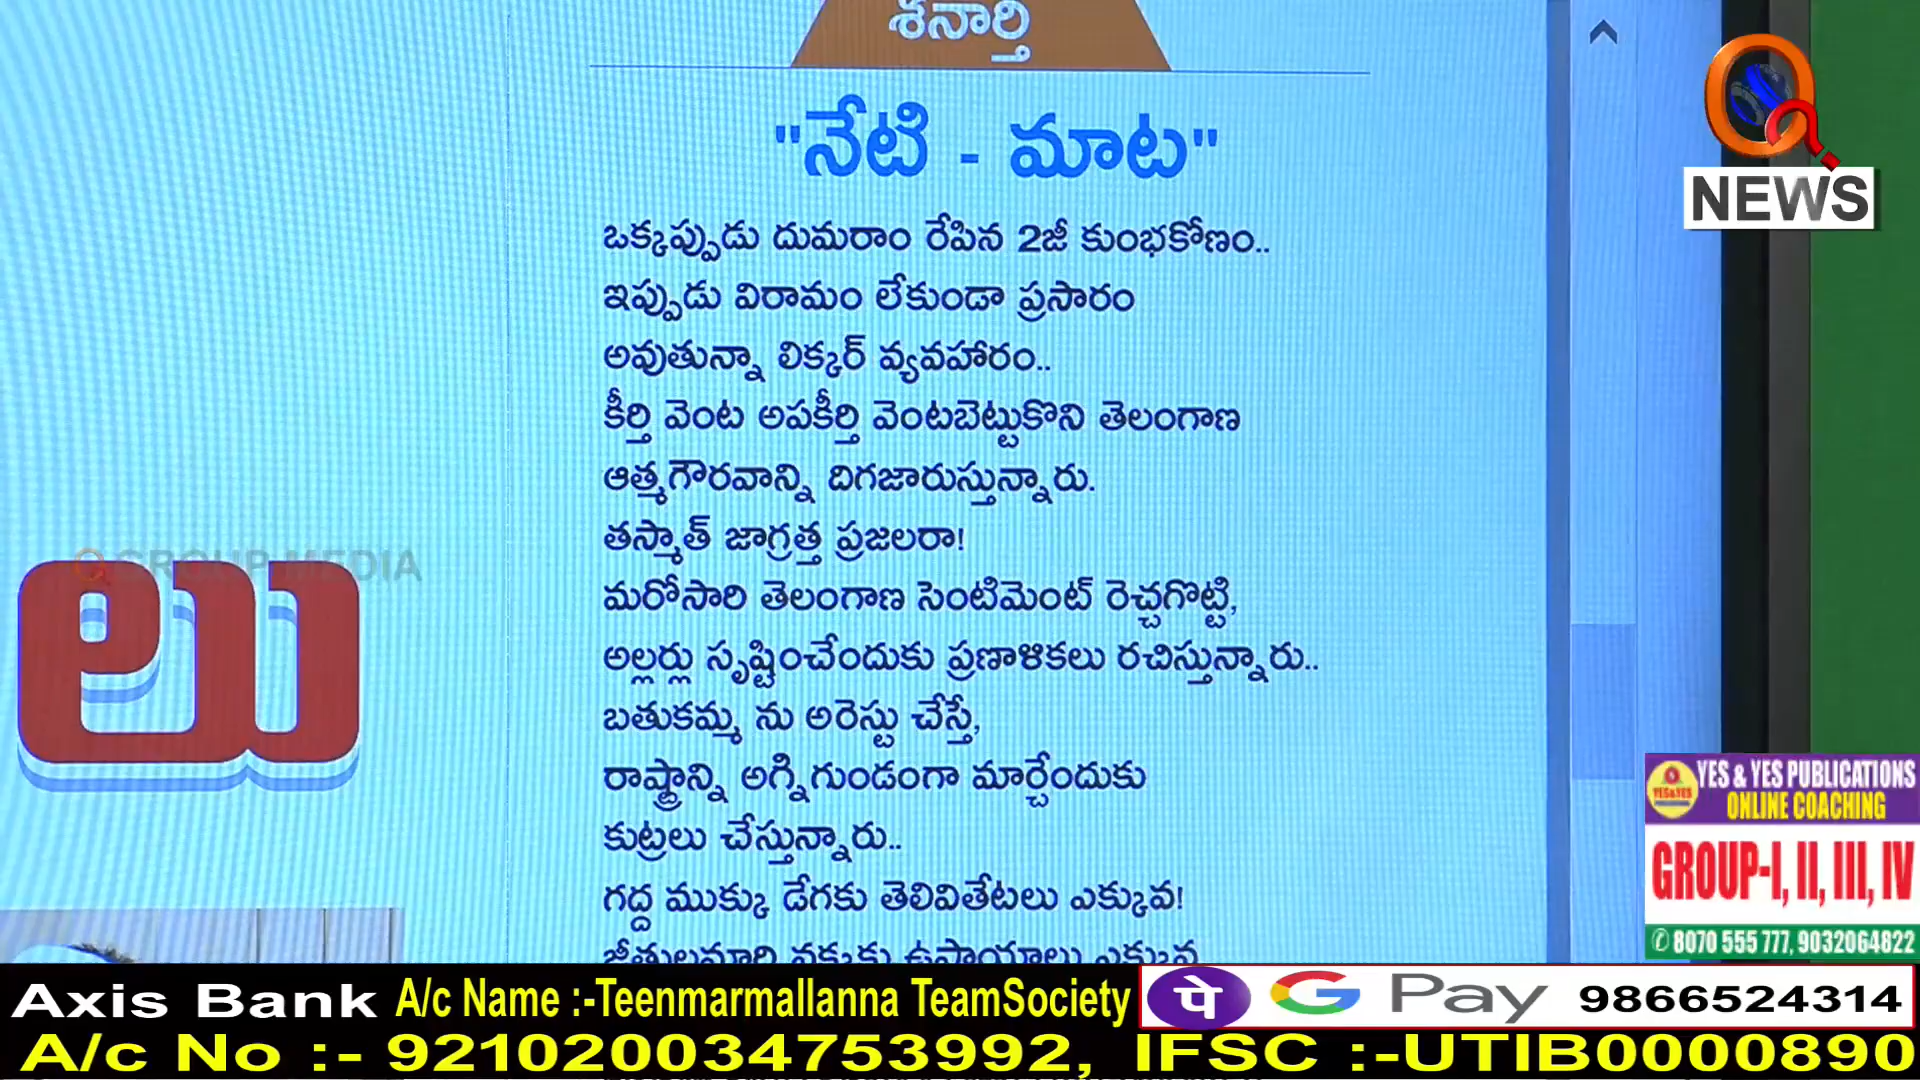 శనార్తి
"నేటి - మాట"
ఒక్కప్పుడు దుమరాం రేపిన 2జీ కుంభకోణం..
ఇప్పుడు విరామం లేకుండా ప్రసారం
అవుతున్నా లిక్కర్ వ్యవహారం..
కీర్తి వెంట అపకీర్తి వెంటబెట్టుకొని తెలంగాణ
ఆత్మగౌరవాన్ని దిగజారుస్తున్నారు.
తస్మాత్ జాగ్రత్త ప్రజలరా!
మరోసారి తెలంగాణ సెంటిమెంట్ రెచ్చగొట్టి,
అల్లర్లు సృష్టించేందుకు ప్రణాళికలు రచిస్తున్నారు..
బతుకమ్మ ను అరెస్టు చేస్తే,
రాష్ట్రాన్ని అగ్నిగుండంగా మార్చేందుకు
కుట్రలు చేస్తున్నారు..
గద్ద ముక్కు డేగకు తెలివితేటలు ఎక్కువ!
లు
Q GROUP MEDIA
Q
NEWS
YES & YES PUBLICATIONS
ONLINE COACHING
GROUP-I, II, III, IV
8070 555 777, 9032064822
Axis Bank A/c Name :-Teenmarmallanna TeamSociety
పే G Pay 9866524314
A/c No :- 921020034753992, IFSC :-UTIB0000890